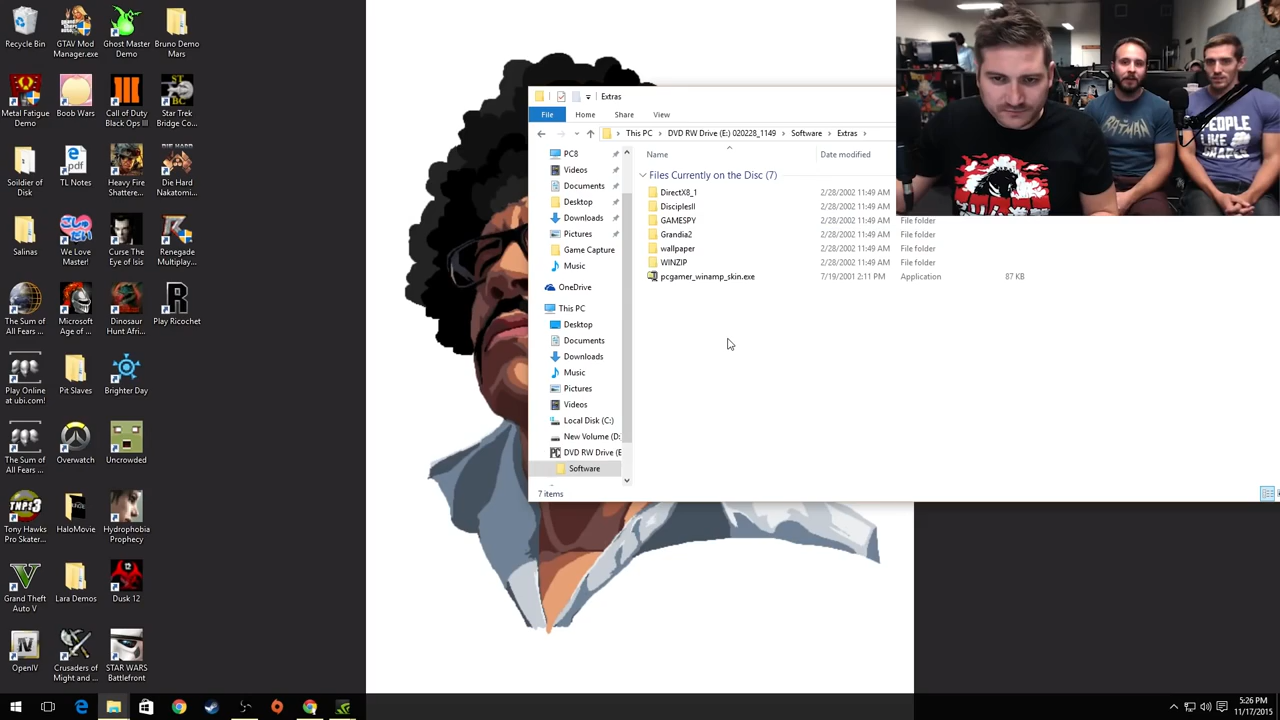 Recycle Bin
GTAV Mod Manager.exe
Ghost Master Demo
Bruno Demo Mars
Metal Fatigue Demo
Boob Wars
Call of Duty Black Ops III
Star Trek Bridge Co...
Soldier of ...
TL Notes
Heavy Fire - Shattere...
Die Hard Nakatomi...
Salinas
We Love Master!
Curse The Eye of Isis
Renegade Multiplay...
The Sum of All Fears ...
Microsoft Age of ...
Dinosaur Hunt Afri...
Play Ricochet
Play Online at ubi.com!
Pit Slaves
Brighter Day
The Sum of All Fears ...
Overwatch
Uncrowded
Tony Hawks Pro Skater...
HaloMovie
Hydrophobia Prophecy
Grand Theft Auto V
Lara Demos
Dusk 12
OpenIV
Crusaders of Might and ...
STAR WARS Battlefront
Extras
File Home Share View
This PC > DVD RW Drive (E:) 020228_1149 > Software > Extras >
Name Date modified
Files Currently on the Disc (7)
DirectX8_1 2/28/2002 11:49 AM
DisciplesII 2/28/2002 11:49 AM
GAMESPY 2/28/2002 11:49 AM File folder
Grandia2 2/28/2002 11:49 AM File folder
wallpaper 2/28/2002 11:49 AM File folder
WINZIP 2/28/2002 11:49 AM File folder
pcgamer_winamp_skin.exe 7/19/2001 2:11 PM Application 87 KB
PC8
Videos
Documents
Desktop
Downloads
Pictures
Game Capture
Music
OneDrive
This PC
Desktop
Documents
Downloads
Music
Pictures
Videos
Local Disk (C:)
New Volume (D:
DVD RW Drive (E
Software
7 items
BATMAN
PEOPLE
LIKE
GRAPES
5:26 PM
11/17/2015